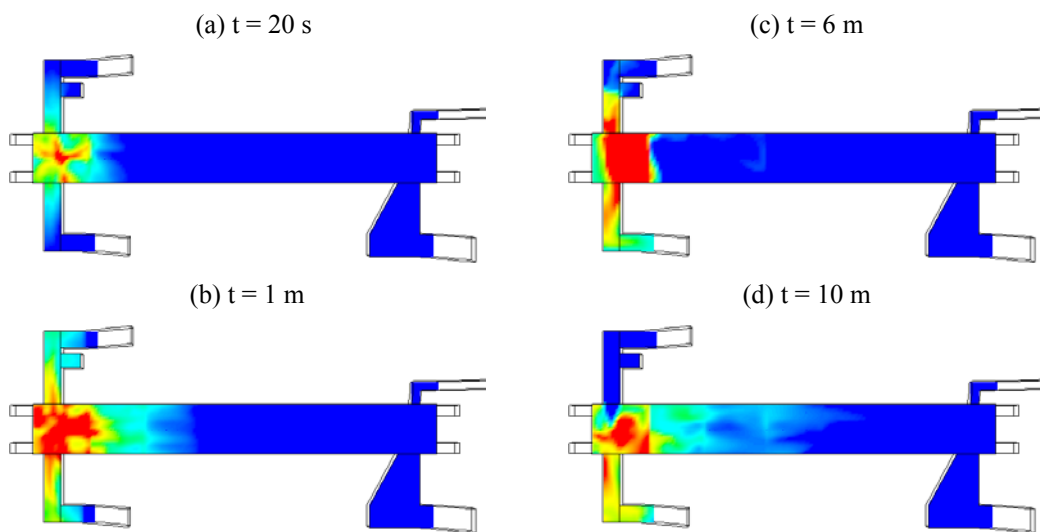 (a) t = 20 s
(c) t = 6 m
(b) t = 1 m
(d) t = 10 m